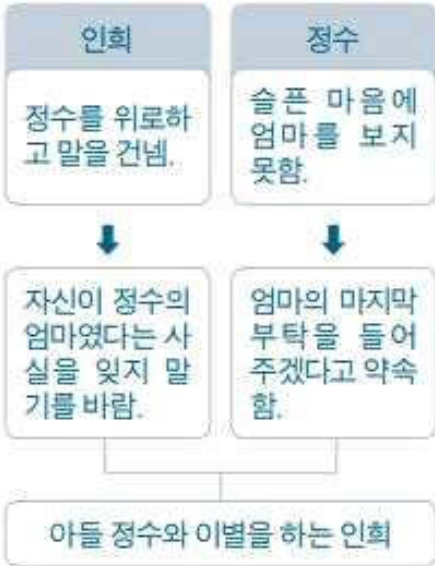 인희
정수를 위로하
고 말을 건넴.
정수
슬픈 마음에
엄마를 보지
못함.
자신이 정수의
엄마였다는 사
실을 잊지 말
기를 바람.
엄마의 마지막
부탁을 들어
주겠다고 약속
함.
아들 정수와 이별을 하는 인희